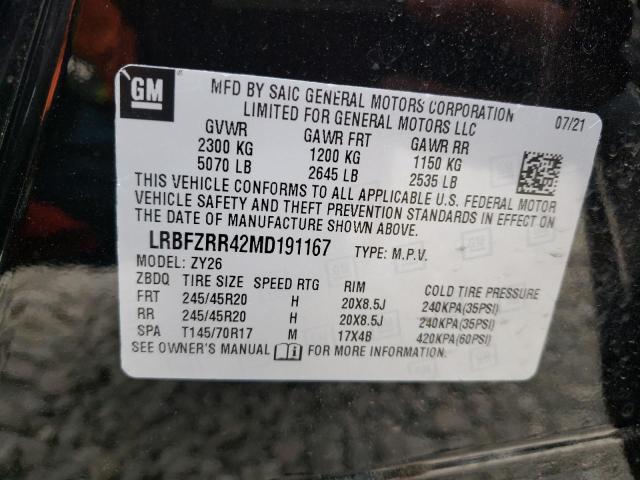 GM
MFD BY SAIC GENERAL MOTORS CORPORATION
LIMITED FOR GENERAL MOTORS LLC
07/21
GVWR GAWR FRT GAWR RR
2300 KG 1200 KG 1150 KG
5070 LB 2645 LB 2535 LB
THIS VEHICLE CONFORMS TO ALL APPLICABLE U.S. FEDERAL MOTOR
VEHICLE SAFETY AND THEFT PREVENTION STANDARDS IN EFFECT ON
THE DATE OF MANUFACTURE SHOWN ABOVE.
LRBFZRR42MD191167 TYPE: M.P.V.
MODEL: ZY26
ZBDQ TIRE SIZE SPEED RTG RIM COLD TIRE PRESSURE
FRT 245/45R20 H 20X8.5J 240KPA(35PSI)
RR 245/45R20 H 20X8.5J 240KPA(35PSI)
SPA T145/70R17 M 17X4B 420KPA(60PSI)
SEE OWNER'S MANUAL FOR MORE INFORMATION.